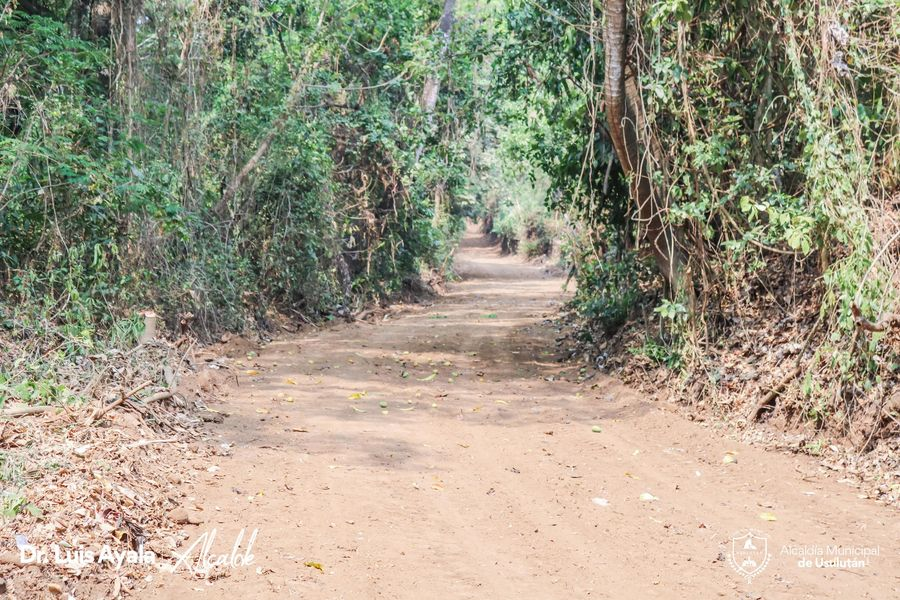 Dr. Luis Ayala Alcalde
Alcaldía Municipal
de Usulután